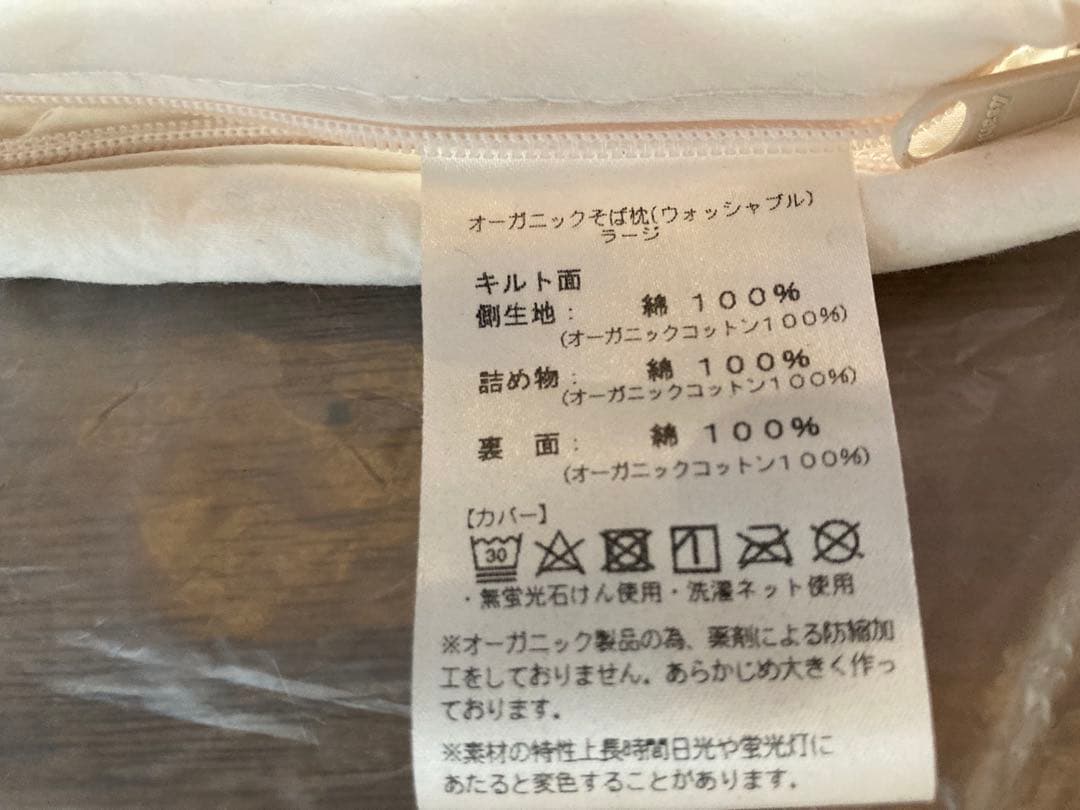 オーガニックそば枕(ウォッシャブル)
ラージ
キルト面
側生地: 綿 100%
(オーガニックコットン100%)
詰め物: 綿 100%
(オーガニックコットン100%)
裏 面: 綿 100%
(オーガニックコットン100%)
【カバー】
30
・無蛍光石けん使用・洗濯ネット使用
※オーガニック製品の為、薬剤による防縮加
工をしておりません。あらかじめ大きく作っ
ております。
※素材の特性上長時間日光や蛍光灯に
あたると変色することがあります。